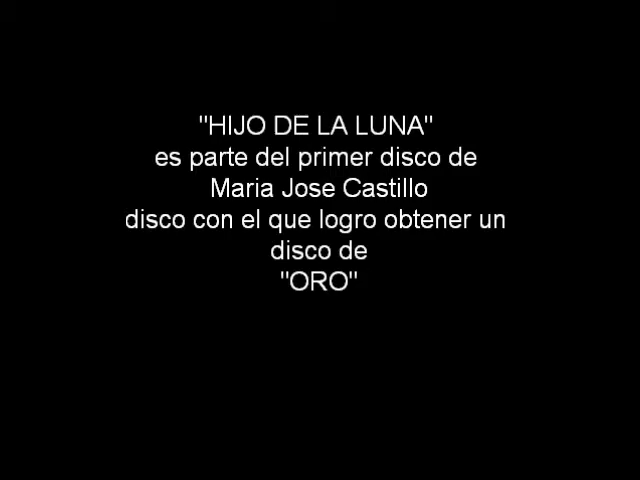 "HIJO DE LA LUNA"
es parte del primer disco de
Maria Jose Castillo
disco con el que logro obtener un
disco de
"ORO"